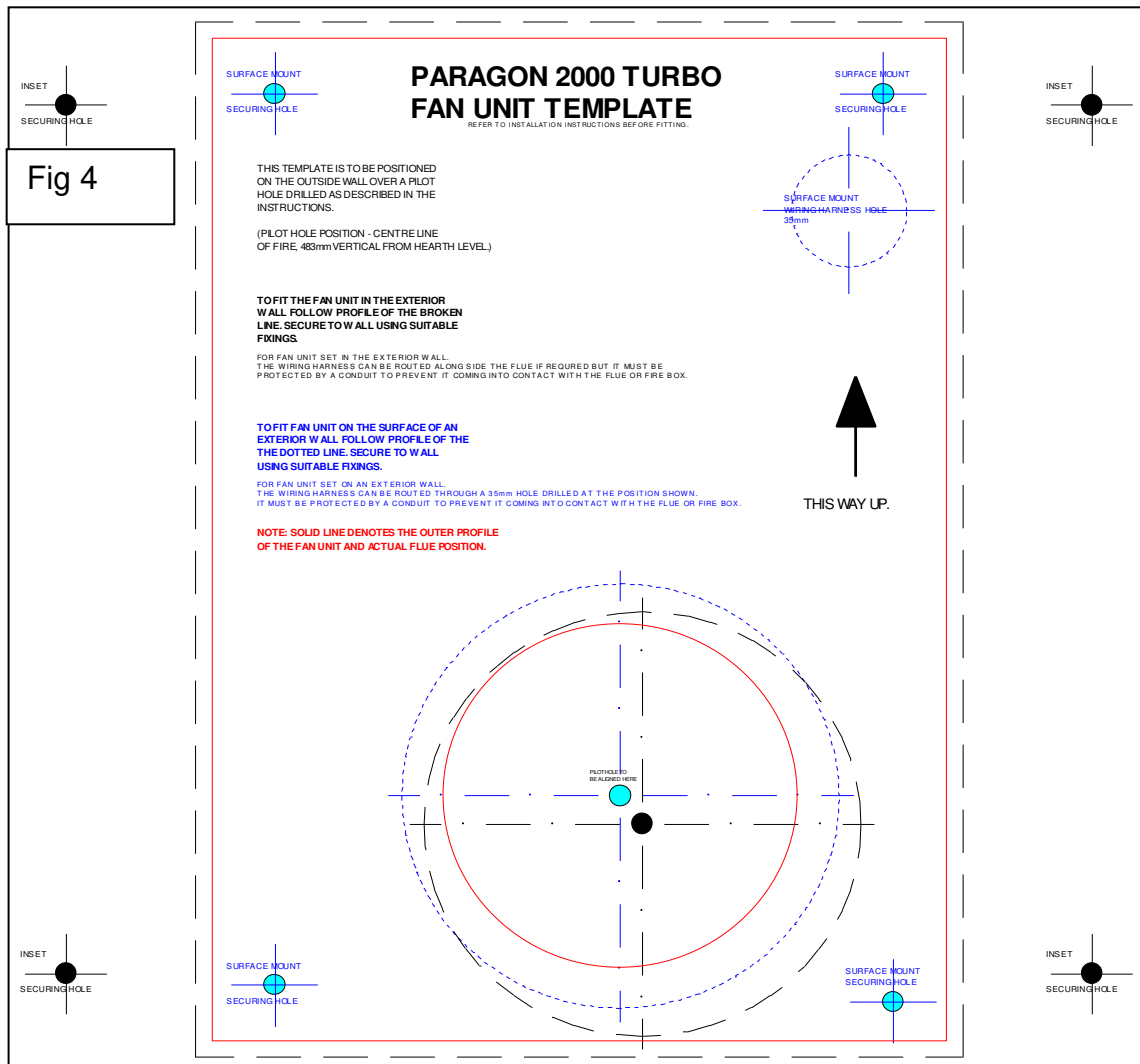 PARAGON 2000 TURBO
FAN UNIT TEMPLATE
REFER TO INSTALLATION INSTRUCTIONS BEFORE FITTING.
INSET
SECURING HOLE
SURFACE MOUNT
SECURING HOLE
SURFACE MOUNT
SECURING HOLE
INSET
SECURING HOLE
Fig 4
THIS TEMPLATE IS TO BE POSITIONED
ON THE OUTSIDE WALL OVER A PILOT
HOLE DRILLED AS DESCRIBED IN THE
INSTRUCTIONS.
(PILOT HOLE POSITION - CENTRE LINE
OF FIRE, 483mm VERTICAL FROM HEARTH LEVEL.)
SURFACE MOUNT
WIRING HARNESS HOLE
35mm
TO FIT THE FAN UNIT IN THE EXTERIOR
WALL FOLLOW PROFILE OF THE BROKEN
LINE. SECURE TO WALL USING SUITABLE
FIXINGS.
FOR FAN UNIT SET IN THE EXTERIOR WALL.
THE WIRING HARNESS CAN BE ROUTED ALONG SIDE THE FLUE IF REQURED BUT IT MUST BE
PROTECTED BY A CONDUIT TO PREVENT IT COMING INTO CONTACT WITH THE FLUE OR FIRE BOX.
TO FIT FAN UNIT ON THE SURFACE OF AN
EXTERIOR WALL FOLLOW PROFILE OF THE
THE DOTTED LINE. SECURE TO WALL
USING SUITABLE FIXINGS.
FOR FAN UNIT SET ON AN EXTERIOR WALL.
THE WIRING HARNESS CAN BE ROUTED THROUGH A 35mm HOLE DRILLED AT THE POSITION SHOWN.
IT MUST BE PROTECTED BY A CONDUIT TO PREVENT IT COMING INTO CONTACT WITH THE FLUE OR FIRE BOX.
THIS WAY UP.
NOTE: SOLID LINE DENOTES THE OUTER PROFILE
OF THE FAN UNIT AND ACTUAL FLUE POSITION.
PILOT HOLE TO
BE ALIGNED HERE
INSET
SECURING HOLE
SURFACE MOUNT
SECURING HOLE
SURFACE MOUNT
SECURING HOLE
INSET
SECURING HOLE